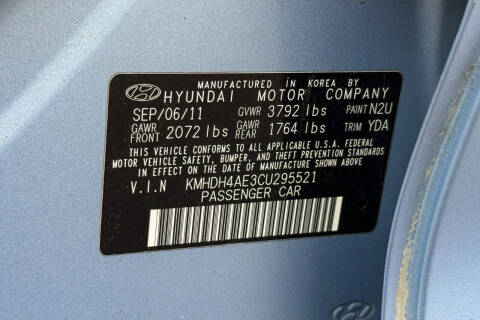 MANUFACTURED IN KOREA BY
HYUNDAI MOTOR COMPANY
SEP/06/11 GVWR 3792 lbs PAINT N2U
GAWR FRONT 2072 lbs GAWR REAR 1764 lbs TRIM YDA
THIS VEHICLE CONFORMS TO ALL APPLICABLE U.S.A. FEDERAL
MOTOR VEHICLE SAFETY, BUMPER, AND THEFT PREVENTION
STANDARDS IN EFFECT ON THE DATE OF MANUFACTURE SHOWN ABOVE.
V.I.N KMHDH4AE3CU295521
PASSENGER CAR